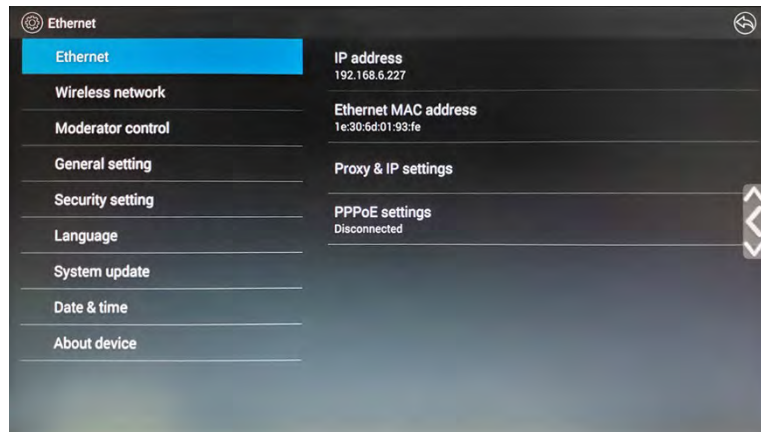 Ethernet
Ethernet
Wireless network
Moderator control
General setting
Security setting
Language
System update
Date & time
About device
IP address
192.168.6.227
Ethernet MAC address
1e:30:6d:01:93:fe
Proxy & IP settings
PPPoE settings
Disconnected